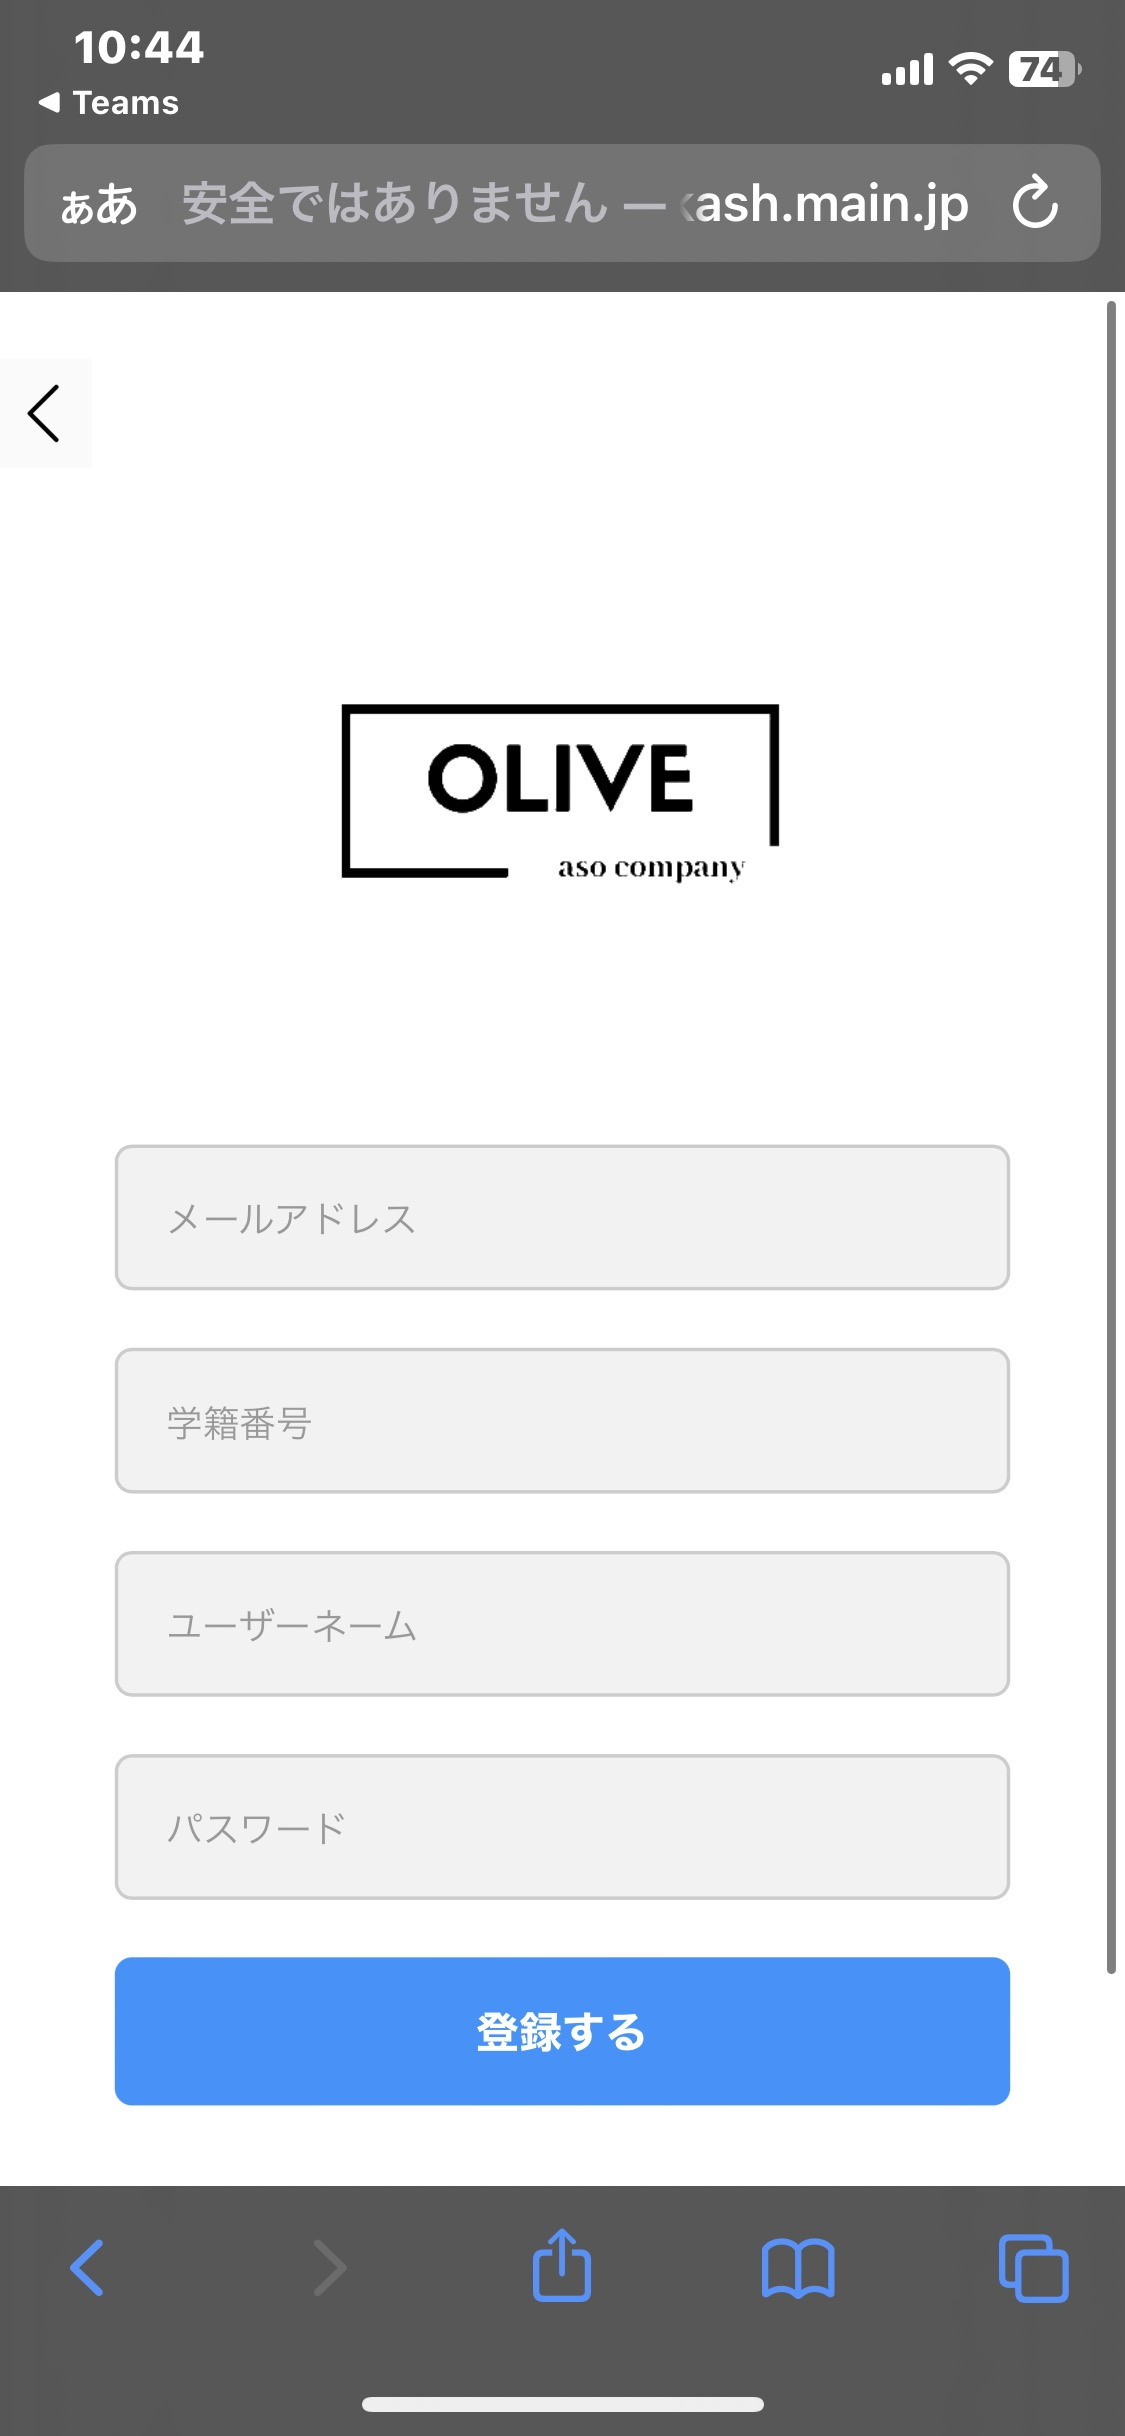 10:44
74
◀ Teams
ぁあ 安全ではありません — ash.main.jp
OLIVE
aso company
メールアドレス
学籍番号
ユーザーネーム
パスワード
登録する